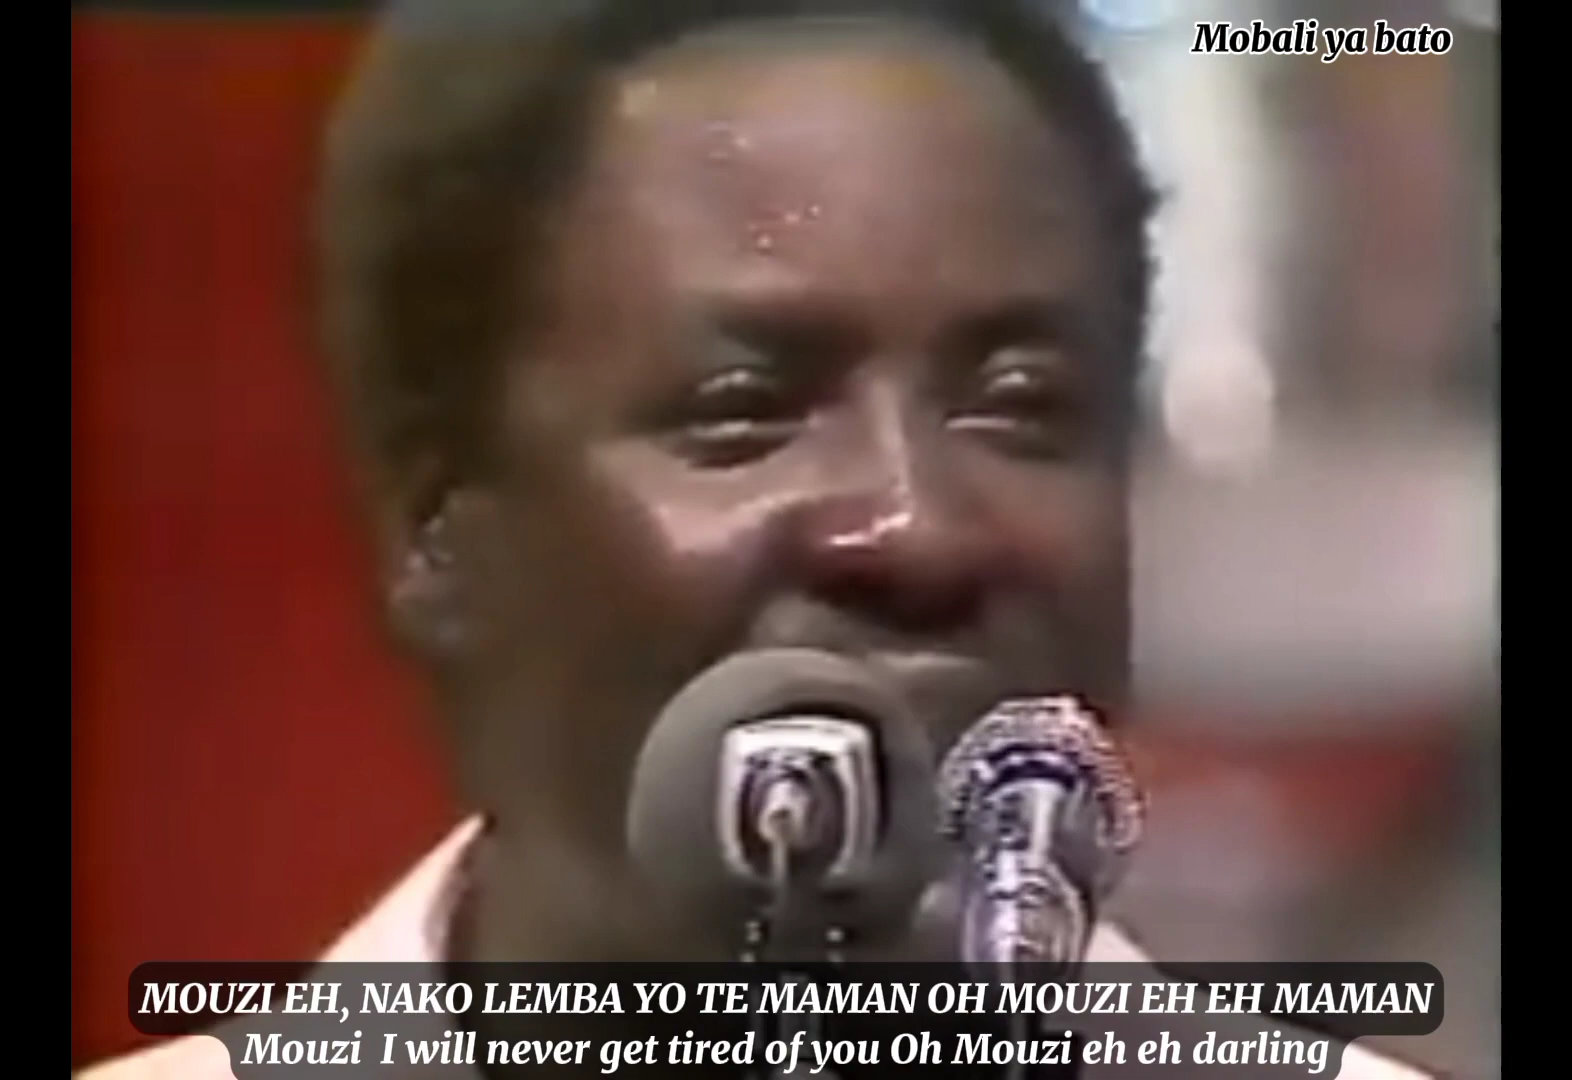 Mobali ya bato
MOUZI EH, NAKO LEMBA YO TE MAMAN OH MOUZI EH EH MAMAN
Mouzi I will never get tired of you Oh Mouzi eh eh darling